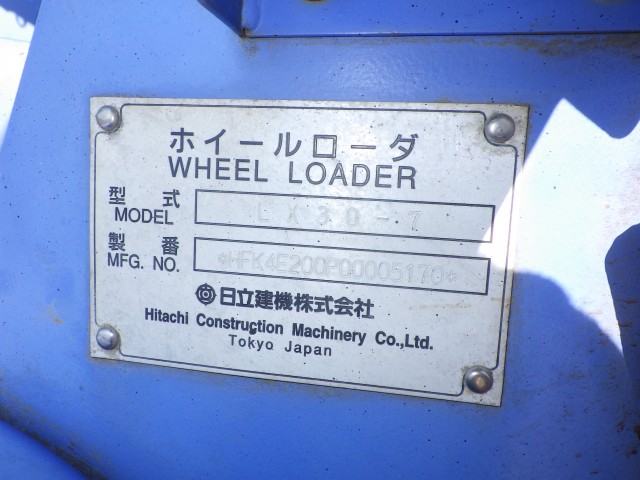 ホイールローダ
WHEEL LOADER
型式 LX30-7
MODEL
製番 *HFK4E200P00005170*
MFG. NO.
日立建機株式会社
Hitachi Construction Machinery Co.,Ltd.
Tokyo Japan